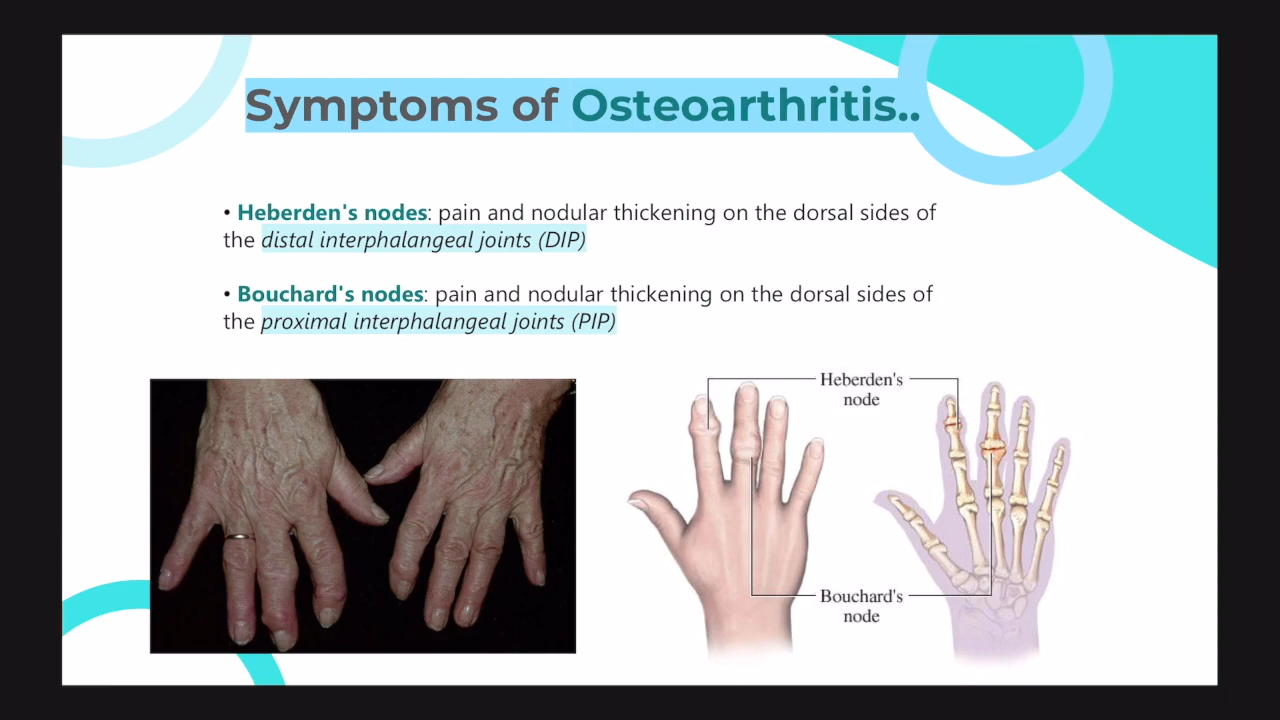 Symptoms of Osteoarthritis..
• Heberden's nodes: pain and nodular thickening on the dorsal sides of
the distal interphalangeal joints (DIP)
• Bouchard's nodes: pain and nodular thickening on the dorsal sides of
the proximal interphalangeal joints (PIP)
Heberden's
node
Bouchard's
node